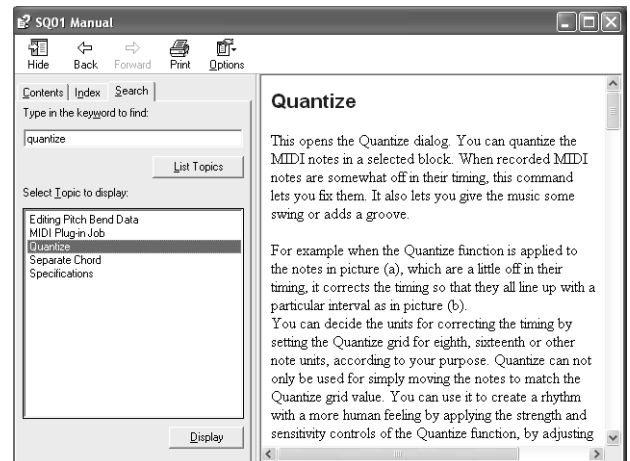 SQ01 Manual
Hide Back Forward Print Options
Contents Index Search
Type in the keyword to find:
quantize
List Topics
Select Topic to display:
Editing Pitch Bend Data
MIDI Plug-in Job
Quantize
Separate Chord
Specifications
Display
Quantize
This opens the Quantize dialog. You can quantize the
MIDI notes in a selected block. When recorded MIDI
notes are somewhat off in their timing, this command
lets you fix them. It also lets you give the music some
swing or adds a groove.
For example when the Quantize function is applied to
the notes in picture (a), which are a little off in their
timing, it corrects the timing so that they all line up with a
particular interval as in picture (b).
You can decide the units for correcting the timing by
setting the Quantize grid for eighth, sixteenth or other
note units, according to your purpose. Quantize can not
only be used for simply moving the notes to match the
Quantize grid value. You can use it to create a rhythm
with a more human feeling by applying the strength and
sensitivity controls of the Quantize function, by adjusting